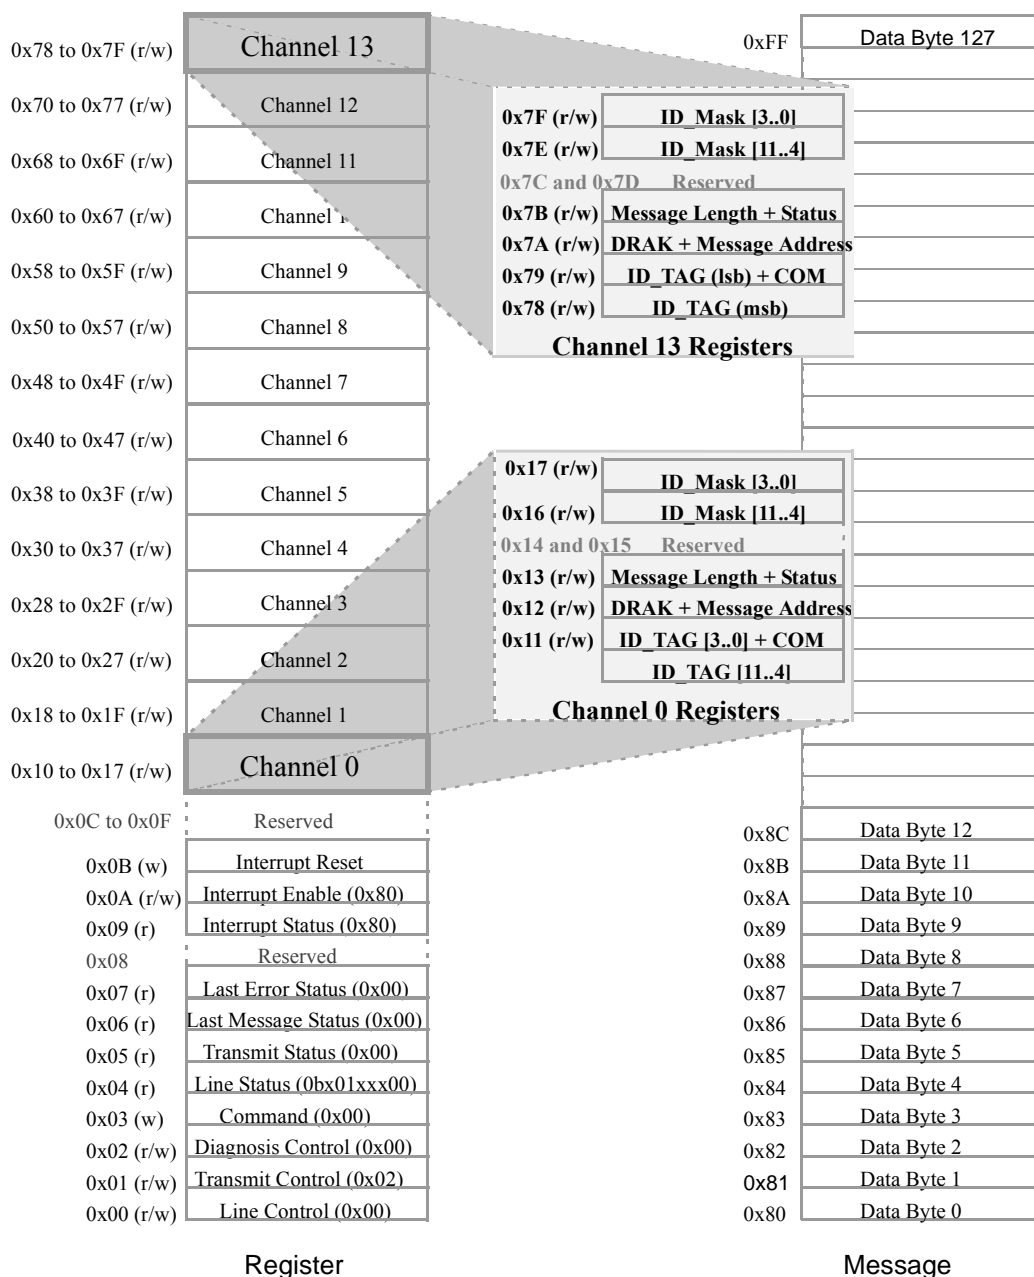 0x78 to 0x7F (r/w) Channel 13
0x70 to 0x77 (r/w) Channel 12
0x68 to 0x6F (r/w) Channel 11
0x60 to 0x67 (r/w) Channel 1
0x58 to 0x5F (r/w) Channel 9
0x50 to 0x57 (r/w) Channel 8
0x48 to 0x4F (r/w) Channel 7
0x40 to 0x47 (r/w) Channel 6
0x38 to 0x3F (r/w) Channel 5
0x30 to 0x37 (r/w) Channel 4
0x28 to 0x2F (r/w) Channel 3
0x20 to 0x27 (r/w) Channel 2
0x18 to 0x1F (r/w) Channel 1
0x10 to 0x17 (r/w) Channel 0
0x0C to 0x0F Reserved
0x0B (w) Interrupt Reset
0x0A (r/w) Interrupt Enable (0x80)
0x09 (r) Interrupt Status (0x80)
0x08 Reserved
0x07 (r) Last Error Status (0x00)
0x06 (r) Last Message Status (0x00)
0x05 (r) Transmit Status (0x00)
0x04 (r) Line Status (0bx01xxx00)
0x03 (w) Command (0x00)
0x02 (r/w) Diagnosis Control (0x00)
0x01 (r/w) Transmit Control (0x02)
0x00 (r/w) Line Control (0x00)
Register
0x7F (r/w) ID_Mask [3..0]
0x7E (r/w) ID_Mask [11..4]
0x7C and 0x7D Reserved
0x7B (r/w) Message Length + Status
0x7A (r/w) DRAK + Message Address
0x79 (r/w) ID_TAG (lsb) + COM
0x78 (r/w) ID_TAG (msb)
Channel 13 Registers
0x17 (r/w) ID_Mask [3..0]
0x16 (r/w) ID_Mask [11..4]
0x14 and 0x15 Reserved
0x13 (r/w) Message Length + Status
0x12 (r/w) DRAK + Message Address
0x11 (r/w) ID_TAG [3..0] + COM
ID_TAG [11..4]
Channel 0 Registers
0xFF Data Byte 127
0x8C Data Byte 12
0x8B Data Byte 11
0x8A Data Byte 10
0x89 Data Byte 9
0x88 Data Byte 8
0x87 Data Byte 7
0x86 Data Byte 6
0x85 Data Byte 5
0x84 Data Byte 4
0x83 Data Byte 3
0x82 Data Byte 2
0x81 Data Byte 1
0x80 Data Byte 0
Message